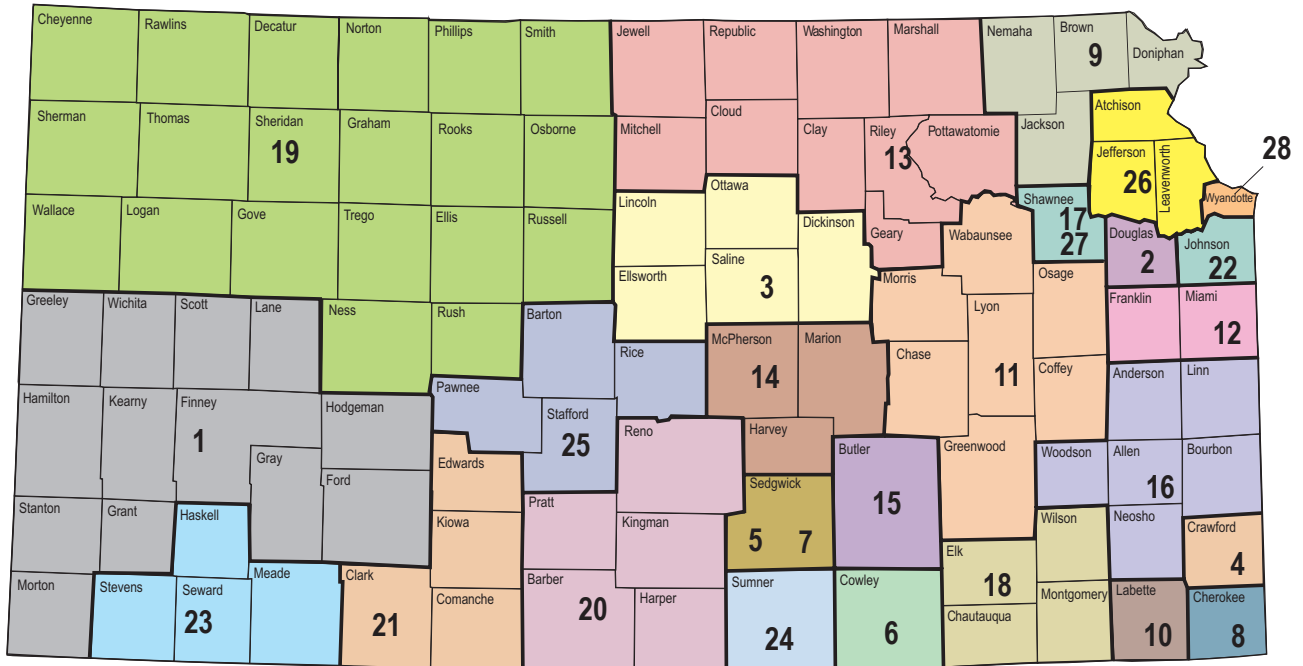 Cheyenne
Rawlins
Decatur
Norton
Phillips
Smith
Jewell
Republic
Washington
Marshall
Nemaha
Brown
9
Doniphan
Sherman
Thomas
Sheridan
19
Graham
Rooks
Osborne
Mitchell
Cloud
Clay
Riley
13
Pottawatomie
Jackson
Atchison
Jefferson
26
Leavenworth
28
Wyandotte
Wallace
Logan
Gove
Trego
Ellis
Russell
Lincoln
Ottawa
Dickinson
Geary
Wabaunsee
Shawnee
17
27
Douglas
2
Johnson
22
Ellsworth
Saline
3
Morris
Osage
Lyon
Greeley
Wichita
Scott
Lane
Ness
Rush
Barton
Rice
McPherson
14
Marion
Chase
11
Coffey
Franklin
Miami
12
Anderson
Linn
Hamilton
Kearny
Finney
1
Hodgeman
Pawnee
Stafford
25
Reno
Harvey
Butler
15
Greenwood
Woodson
Allen
16
Bourbon
Gray
Ford
Edwards
Sedgwick
5
7
Stanton
Grant
Haskell
Kiowa
Pratt
Kingman
Wilson
Neosho
Crawford
4
Elk
18
Morton
Stevens
Seward
23
Meade
Clark
21
Comanche
Barber
20
Harper
Sumner
24
Cowley
6
Chautauqua
Montgomery
Labette
10
Cherokee
8